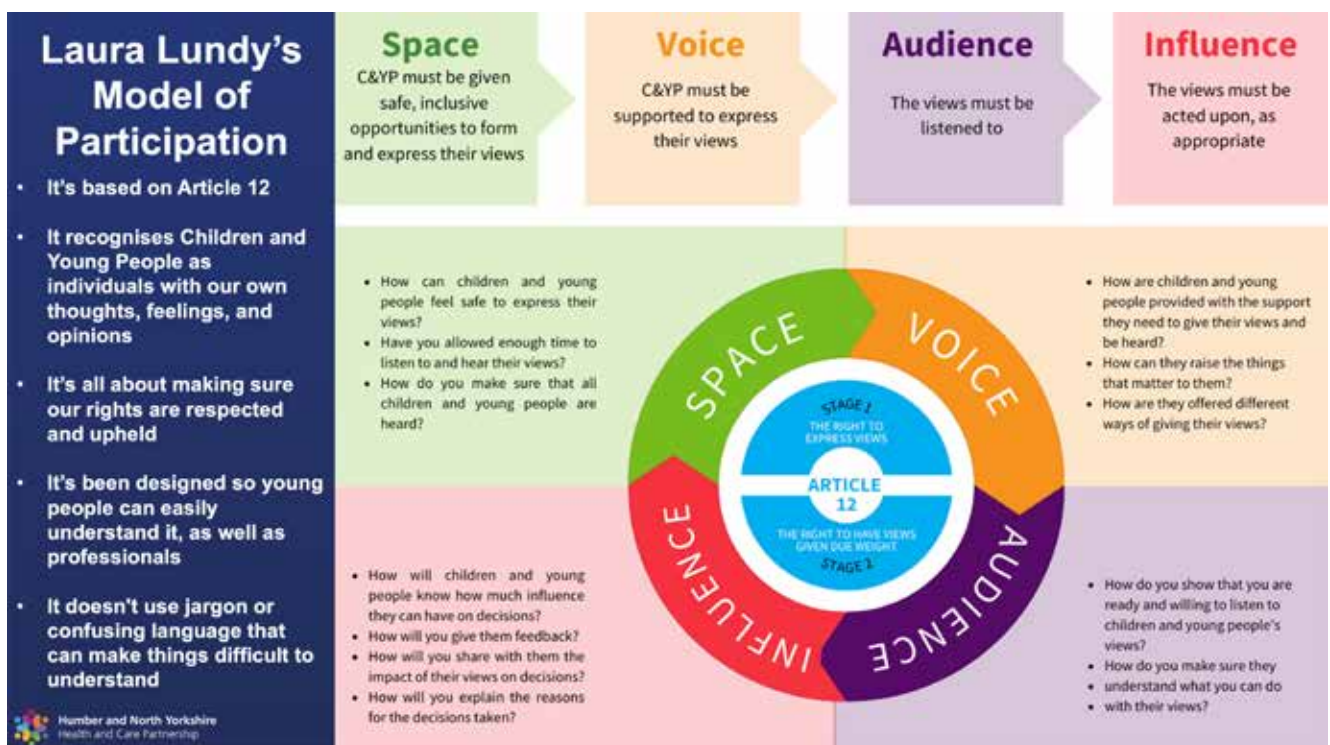 Laura Lundy's
Model of
Participation
• It's based on Article 12
• It recognises Children and
Young People as
individuals with our own
thoughts, feelings, and
opinions
• It's all about making sure
our rights are respected
and upheld
• It's been designed so young
people can easily
understand it, as well as
professionals
• It doesn't use jargon or
confusing language that
can make things difficult to
understand
Humber and North Yorkshire
Health and Care Partnership
Space
C&YP must be given
safe, inclusive
opportunities to form
and express their views
Voice
C&YP must be
supported to express
their views
Audience
The views must be
listened to
Influence
The views must be
acted upon, as
appropriate
• How can children and young
people feel safe to express their
views?
• Have you allowed enough time to
listen to and hear their views?
• How do you make sure that all
children and young people are
heard?
SPACE
VOICE
AUDIENCE
INFLUENCE
STAGE 1
THE RIGHT TO
EXPRESS VIEWS
ARTICLE
12
THE RIGHT TO HAVE VIEWS
GIVEN DUE WEIGHT
STAGE 2
• How are children and young
people provided with the support
they need to give their views and
be heard?
• How can they raise the things
that matter to them?
• How are they offered different
ways of giving their views?
• How will children and young
people know how much influence
they can have on decisions?
• How will you give them feedback?
• How will you share with them the
impact of their views on decisions?
• How will you explain the reasons
for the decisions taken?
• How do you show that you are
ready and willing to listen to
children and young people's
views?
• How do you make sure they
• understand what you can do
• with their views?